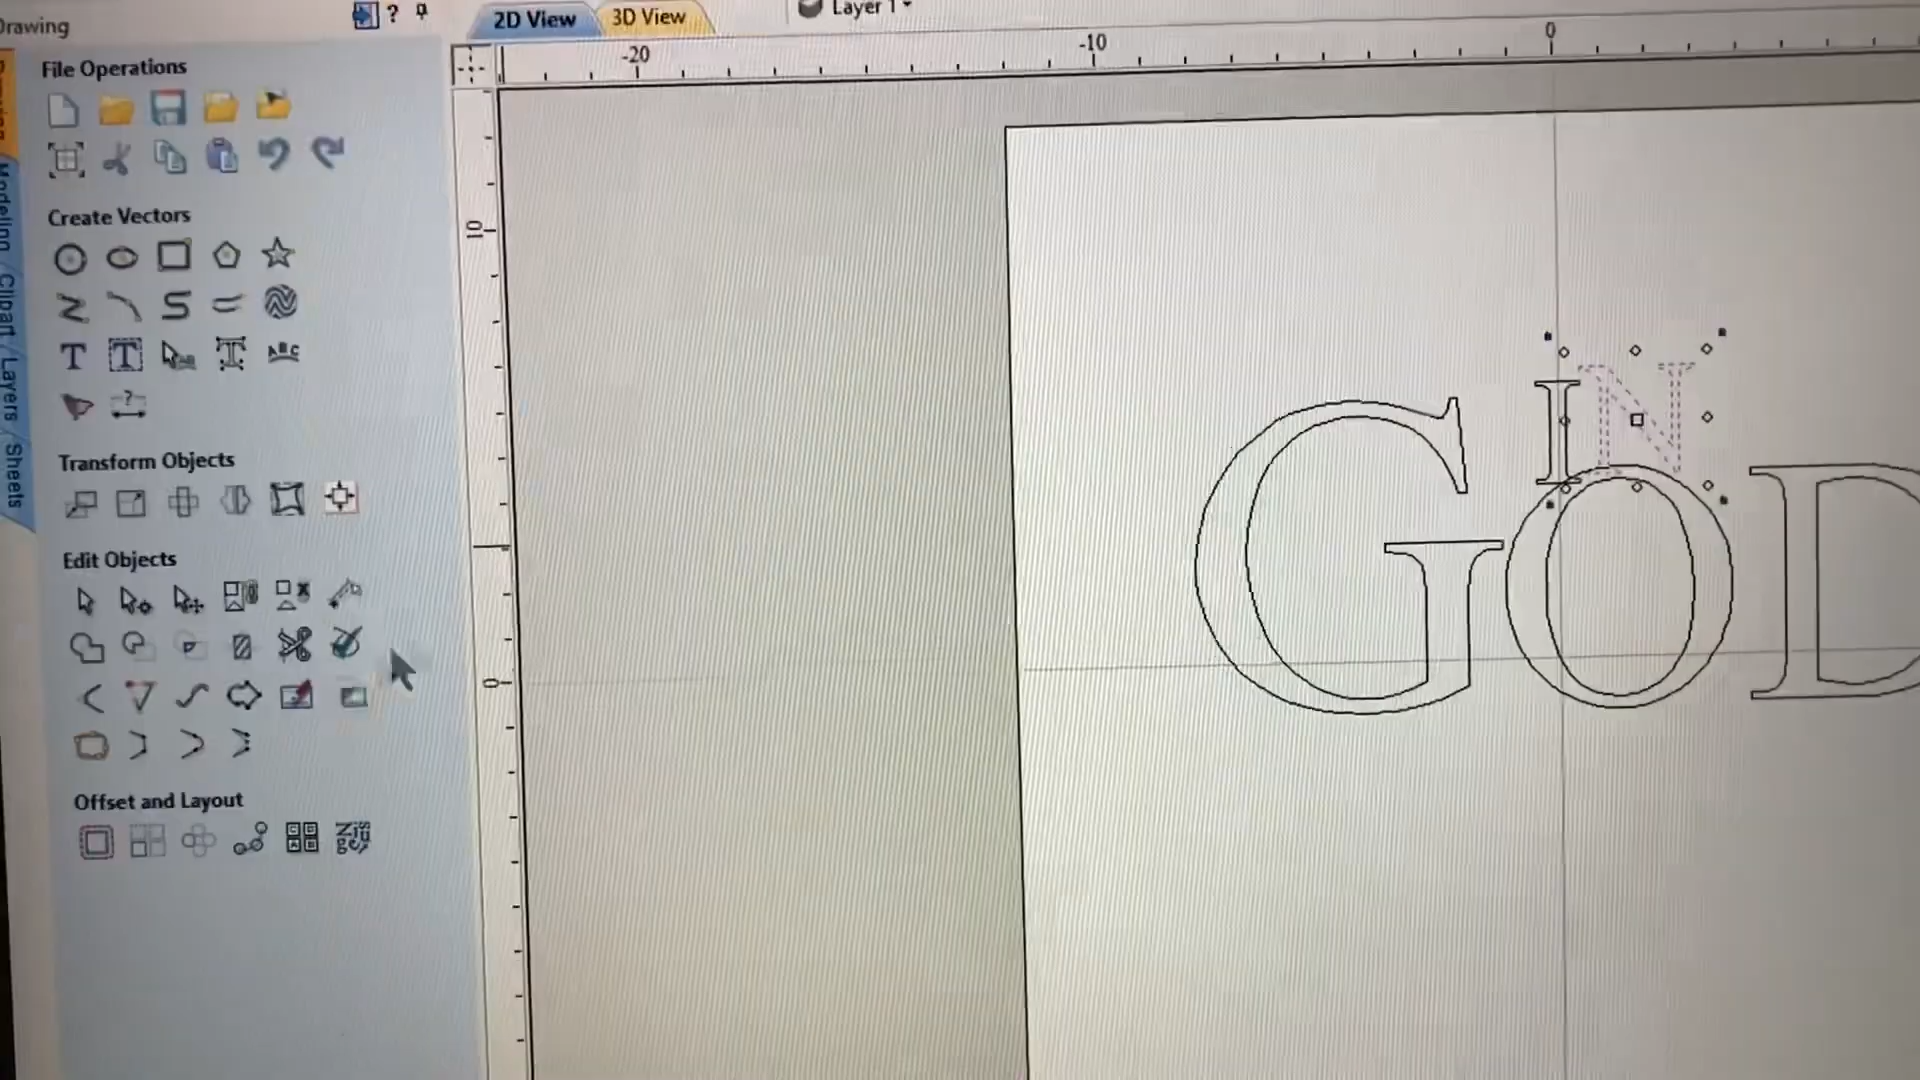 Drawing
2D View
3D View
Layer 1
File Operations
-20
-10
0
10
Create Vectors
Modeling
Clipart
Layers
Sheets
T
T
ABC
?
Transform Objects
IN
GOD
Edit Objects
0
Offset and Layout